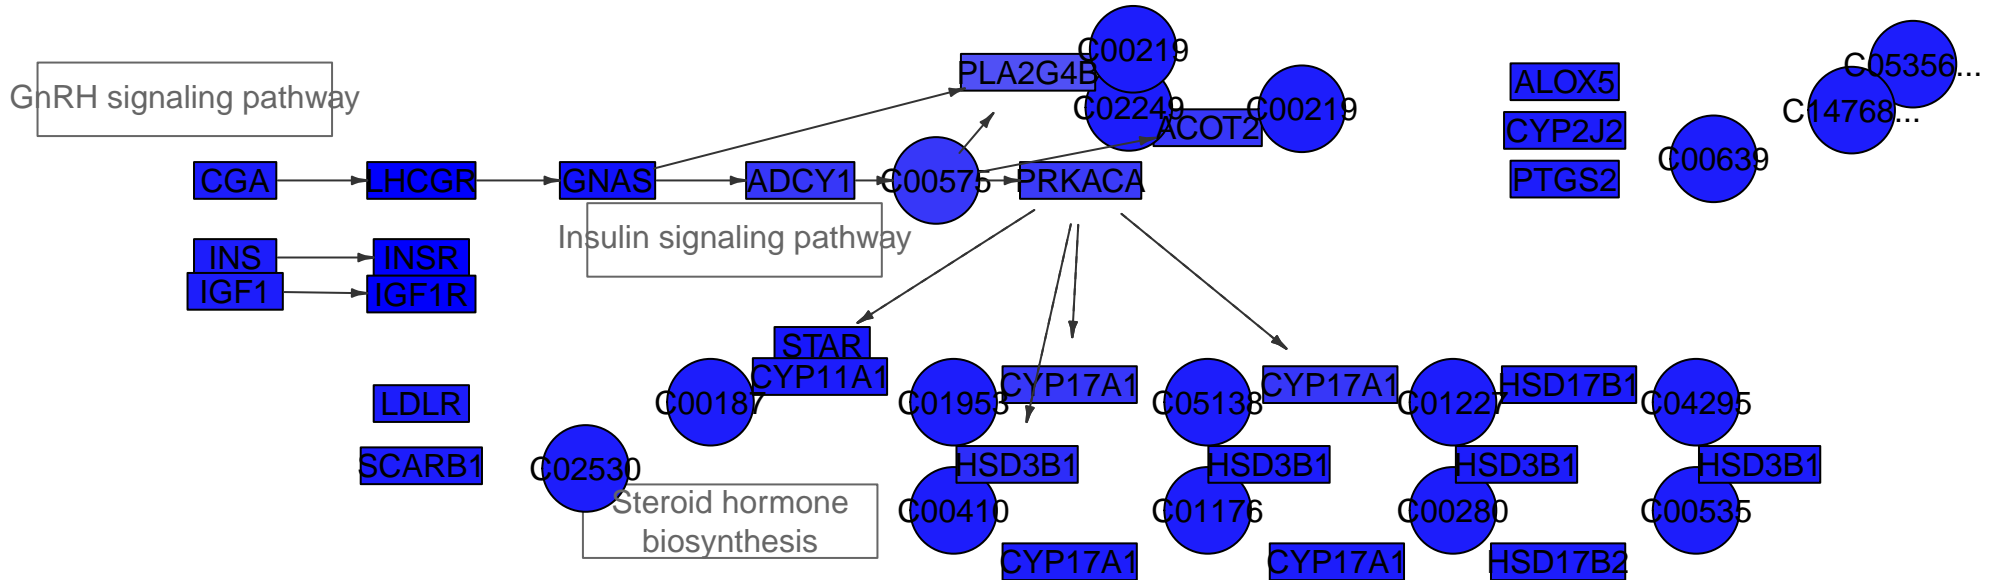 C00219
C05356...
PLA2G4B
ALOX5
GnRH signaling pathway
C02249
C00219
C14768...
ACOT2
CYP2J2
C00639
CGA
LHCGR
GNAS
ADCY1
C00575
PRKACA
PTGS2
Insulin signaling pathway
INS
INSR
IGF1
IGF1R
STAR
CYP11A1
CYP17A1
CYP17A1
HSD17B1
LDLR
C00187
C01953
C05138
C01227
C04295
SCARB1
C02530
HSD3B1
HSD3B1
HSD3B1
HSD3B1
Steroid hormone
biosynthesis
C00410
C01176
C00280
C00535
CYP17A1
CYP17A1
HSD17B2